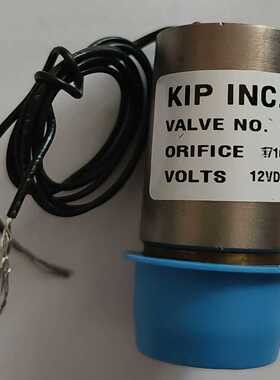 KIP INC.
VALVE NO.
ORIFICE
VOLTS 12VD